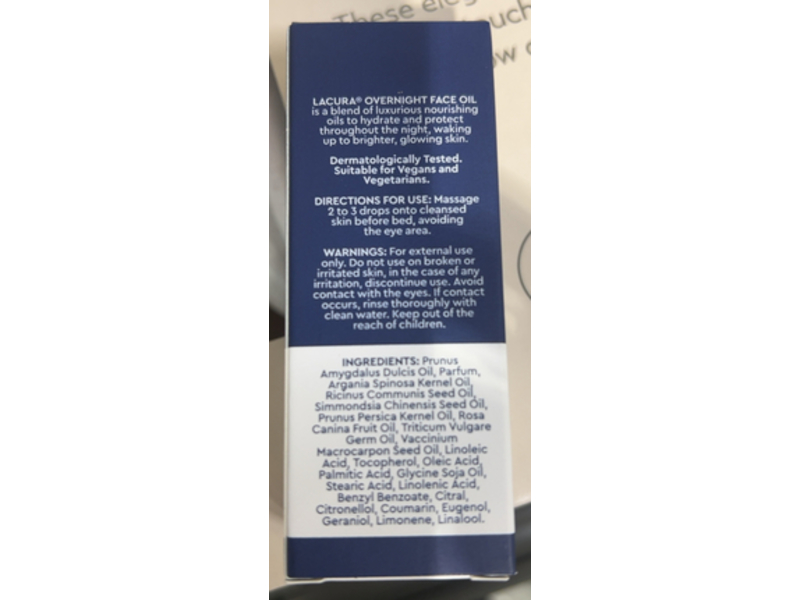 These eleg
touch
ow
LACURA® OVERNIGHT FACE OIL
is a blend of luxurious nourishing
oils to hydrate and protect
throughout the night, waking
up to brighter, glowing skin.
Dermatologically Tested.
Suitable for Vegans and
Vegetarians.
DIRECTIONS FOR USE: Massage
2 to 3 drops onto cleansed
skin before bed, avoiding
the eye area.
WARNINGS: For external use
only. Do not use on broken or
irritated skin, in the case of any
irritation, discontinue use. Avoid
contact with the eyes. If contact
occurs, rinse thoroughly with
clean water. Keep out of the
reach of children.
INGREDIENTS: Prunus
Amygdalus Dulcis Oil, Parfum,
Argania Spinosa Kernel Oil,
Ricinus Communis Seed Oil,
Simmondsia Chinensis Seed Oil,
Prunus Persica Kernel Oil, Rosa
Canina Fruit Oil, Triticum Vulgare
Germ Oil, Vaccinium
Macrocarpon Seed Oil, Linoleic
Acid, Tocopherol, Oleic Acid,
Palmitic Acid, Glycine Soja Oil,
Stearic Acid, Linolenic Acid,
Benzyl Benzoate, Citral,
Citronellol, Coumarin, Eugenol,
Geraniol, Limonene, Linalool.